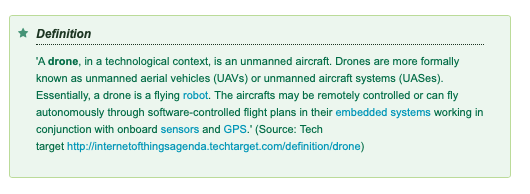 Definition
'A drone, in a technological context, is an unmanned aircraft. Drones are more formally
known as unmanned aerial vehicles (UAVs) or unmanned aircraft systems (UASes).
Essentially, a drone is a flying robot. The aircrafts may be remotely controlled or can fly
autonomously through software-controlled flight plans in their embedded systems working in
conjunction with onboard sensors and GPS.' (Source: Tech
target http://internetofthingsagenda.techtarget.com/definition/drone)